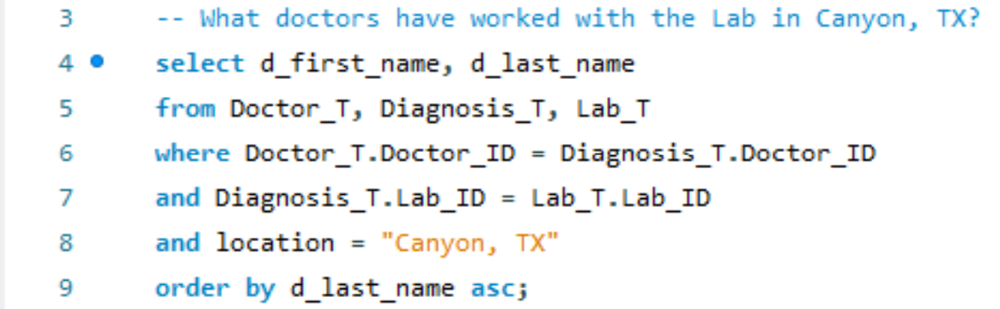 3 -- What doctors have worked with the Lab in Canyon, TX?
4 select d_first_name, d_last_name
5 from Doctor_T, Diagnosis_T, Lab_T
6 where Doctor_T.Doctor_ID = Diagnosis_T.Doctor_ID
7 and Diagnosis_T.Lab_ID = Lab_T.Lab_ID
8 and location = "Canyon, TX"
9 order by d_last_name asc;